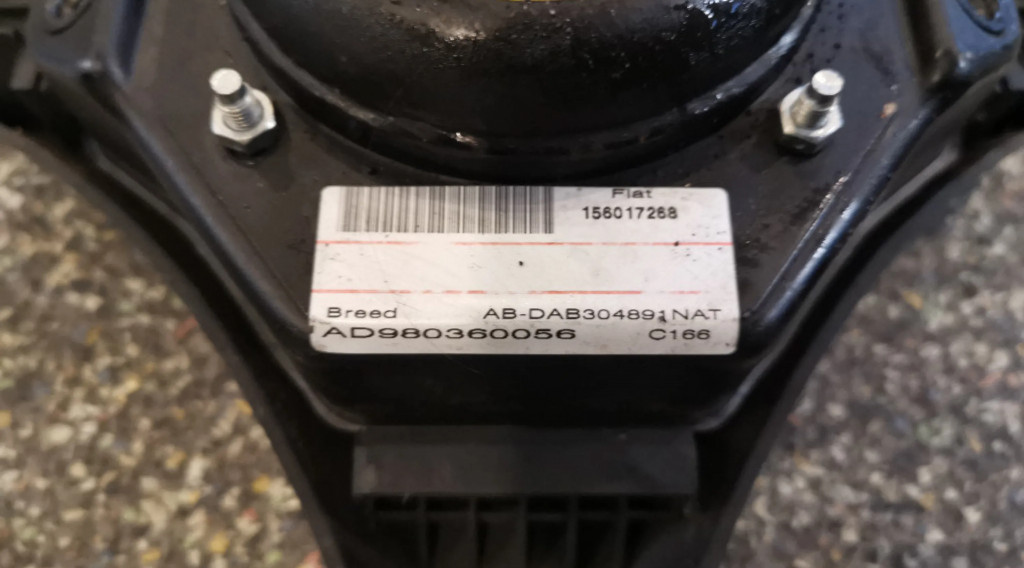 Fiat
156017268
Breed AB-DAB304891NAT
AD980360056 C166